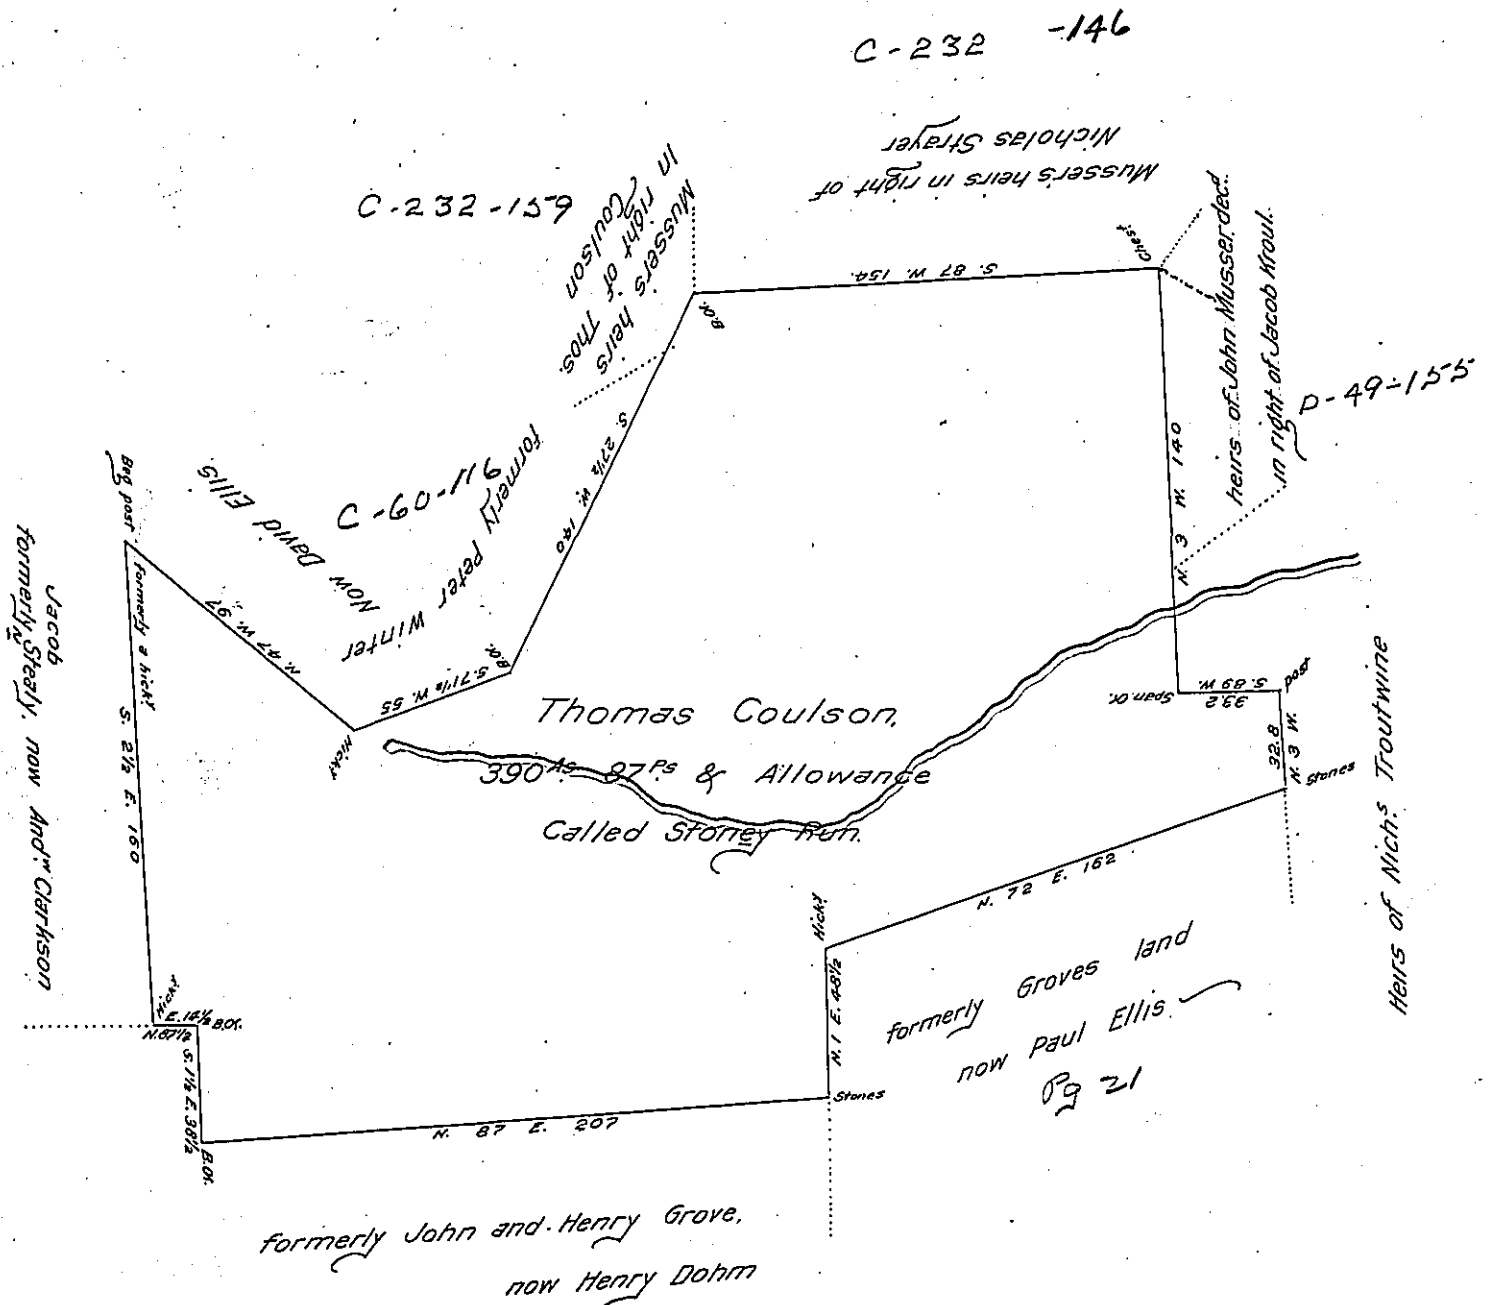 C-232 -146
Musser's heirs in right of
Nicholas Strayer
C-232-159
Musser's heirs
In right of Thos.
Coulson
Ches.t
S. 87 W. 154.
B.O.
heirs of John Musser, dec.d
in right of Jacob Kroul.
D-49-155
N. 3 W. 140
S. 27½ W. 140
formerly Peter Winter
Now David Ellis
C-60-116
Beg post
formerly a hick.y
N. 47 W. 97
S. 71½ W. 55
B.O.
Hick.y
Jacob
formerly Stealy. now And.w Clarkson
S. 2½ E. 160
Thomas Coulson,
390 As. 87 Ps. & Allowance
Called Stoney Run.
Span.O.
S. 89 W.
33.2
post
N. 3 W.
32.8
Stones
Heirs of Nich.s Troutwine
N. 72 E. 162
Hick.y
N. 1 E. 48½
formerly Groves land
now Paul Ellis
Pg 21
Hick.y
E. 14½ B.O.
N. 87½
S. 1½ E. 38½
B.O.
N. 87 E. 207
Stones
formerly John and Henry Grove,
now Henry Dohm